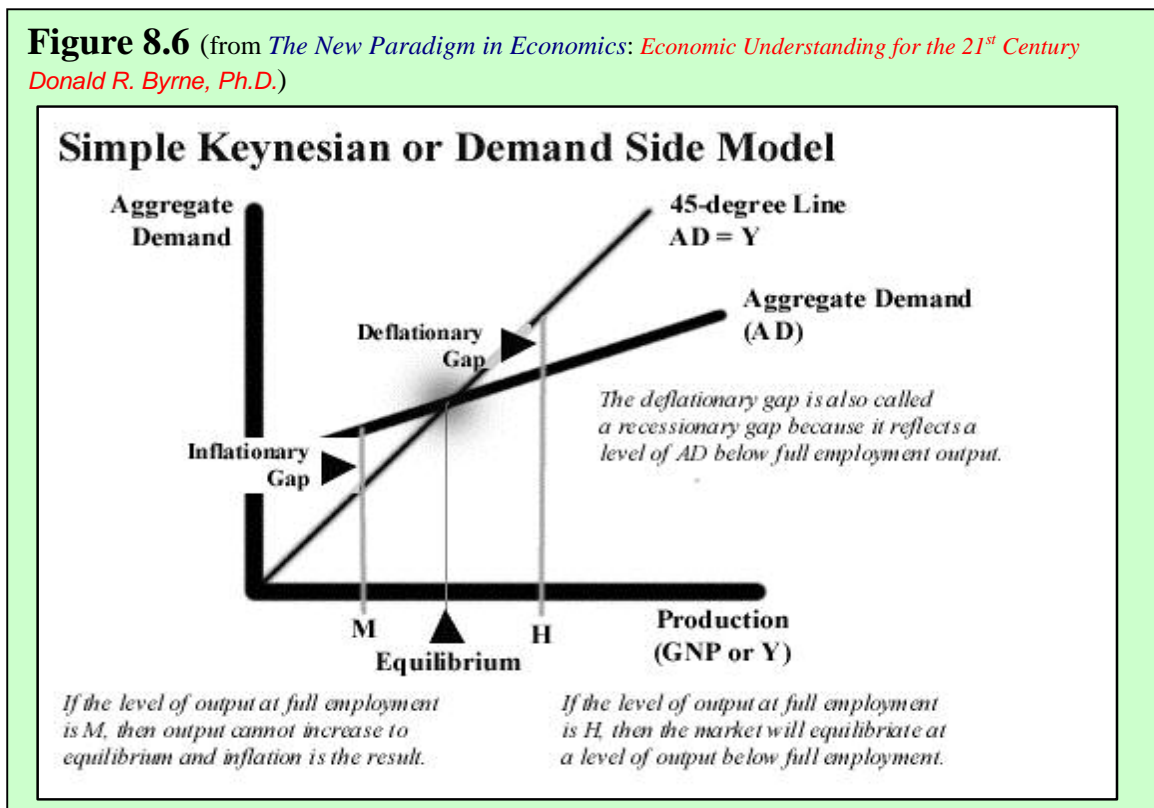 Figure 8.6 (from The New Paradigm in Economics: Economic Understanding for the 21st Century
Donald R. Byrne, Ph.D.)
Simple Keynesian or Demand Side Model
Aggregate
Demand
45-degree Line
AD = Y
Aggregate Demand
(AD)
Deflationary
Gap
The deflationary gap is also called
a recessionary gap because it reflects a
level of AD below full employment output.
Inflationary
Gap
M
H
Equilibrium
Production
(GNP or Y)
If the level of output at full employment
is M, then output cannot increase to
equilibrium and inflation is the result.
If the level of output at full employment
is H, then the market will equilibriate at
a level of output below full employment.